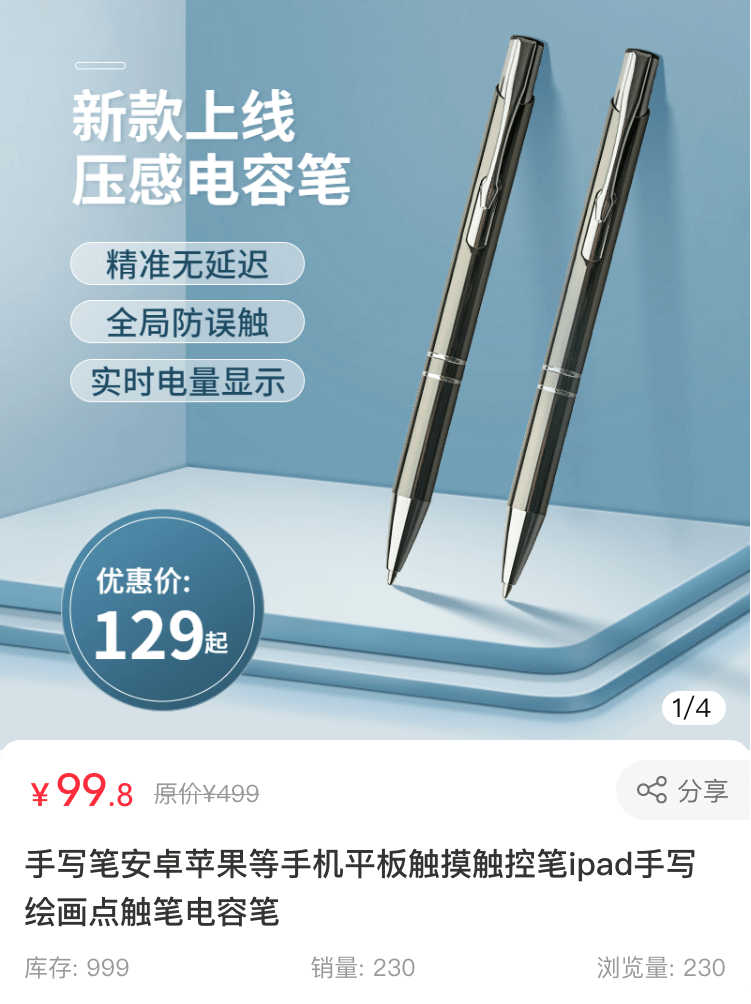 新款上线
压感电容笔
精准无延迟
全局防误触
实时电量显示
优惠价:
129起
1/4
¥99.8 原价¥499
分享
手写笔安卓苹果等手机平板触摸触控笔ipad手写
绘画点触笔电容笔
库存: 999 销量: 230 浏览量: 230